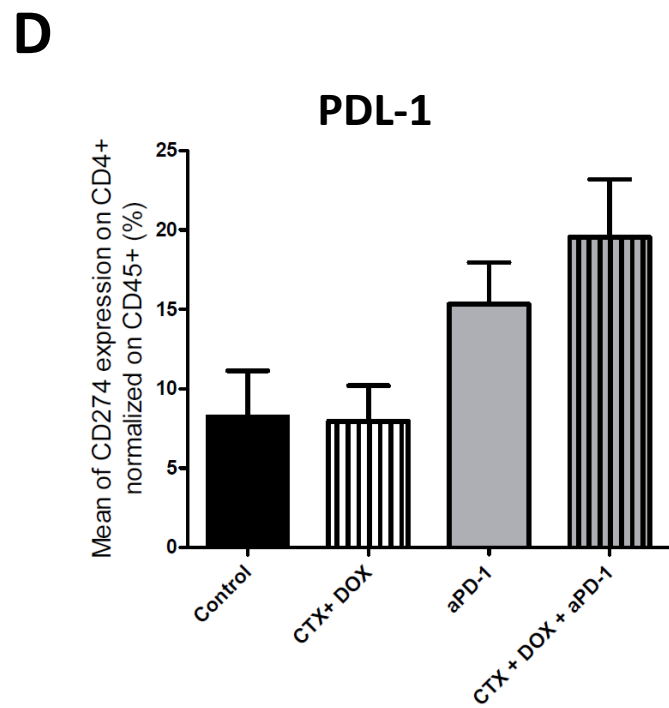 D
PDL-1
Mean of CD274 expression on CD4+
normalized on CD45+ (%)
25
20
15
10
5
0
Control
CTX+ DOX
aPD-1
CTX + DOX + aPD-1